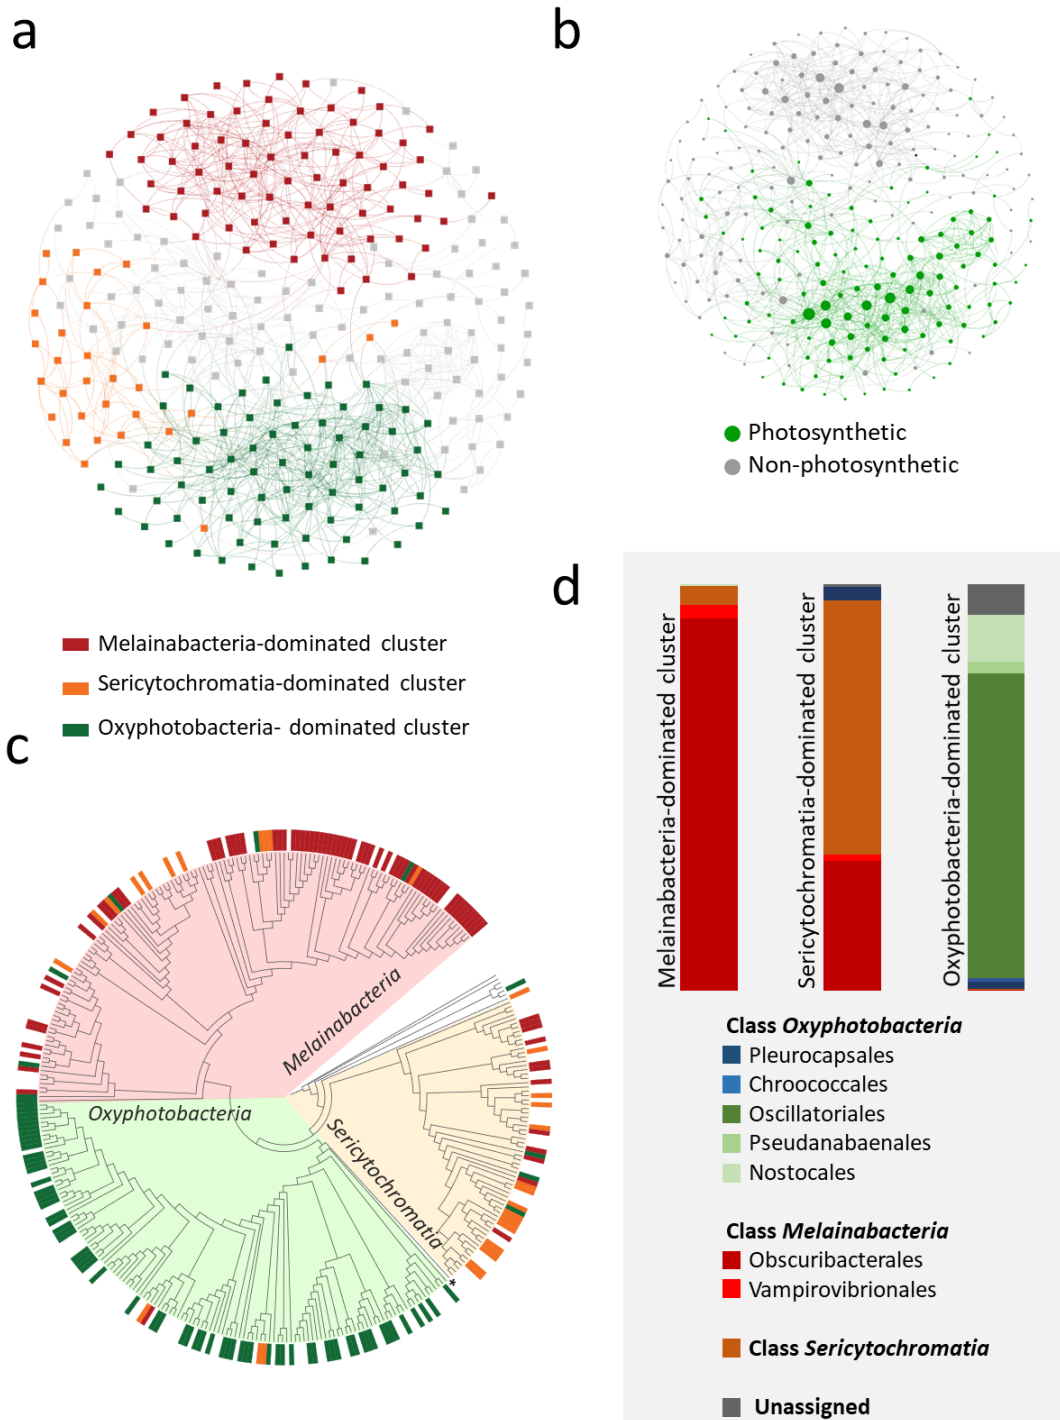 a
b
Photosynthetic
Non-photosynthetic
Melainabacteria-dominated cluster
Sericytochromatia-dominated cluster
Oxyphotobacteria- dominated cluster
c
Melainabacteria
Oxyphotobacteria
Sericytochromatia
*
d
Melainabacteria-dominated cluster
Sericytochromatia-dominated cluster
Oxyphotobacteria-dominated cluster
Class Oxyphotobacteria
Pleurocapsales
Chroococcales
Oscillatoriales
Pseudanabaenales
Nostocales
Class Melainabacteria
Obscuribacterales
Vampirovibrionales
Class Sericytochromatia
Unassigned